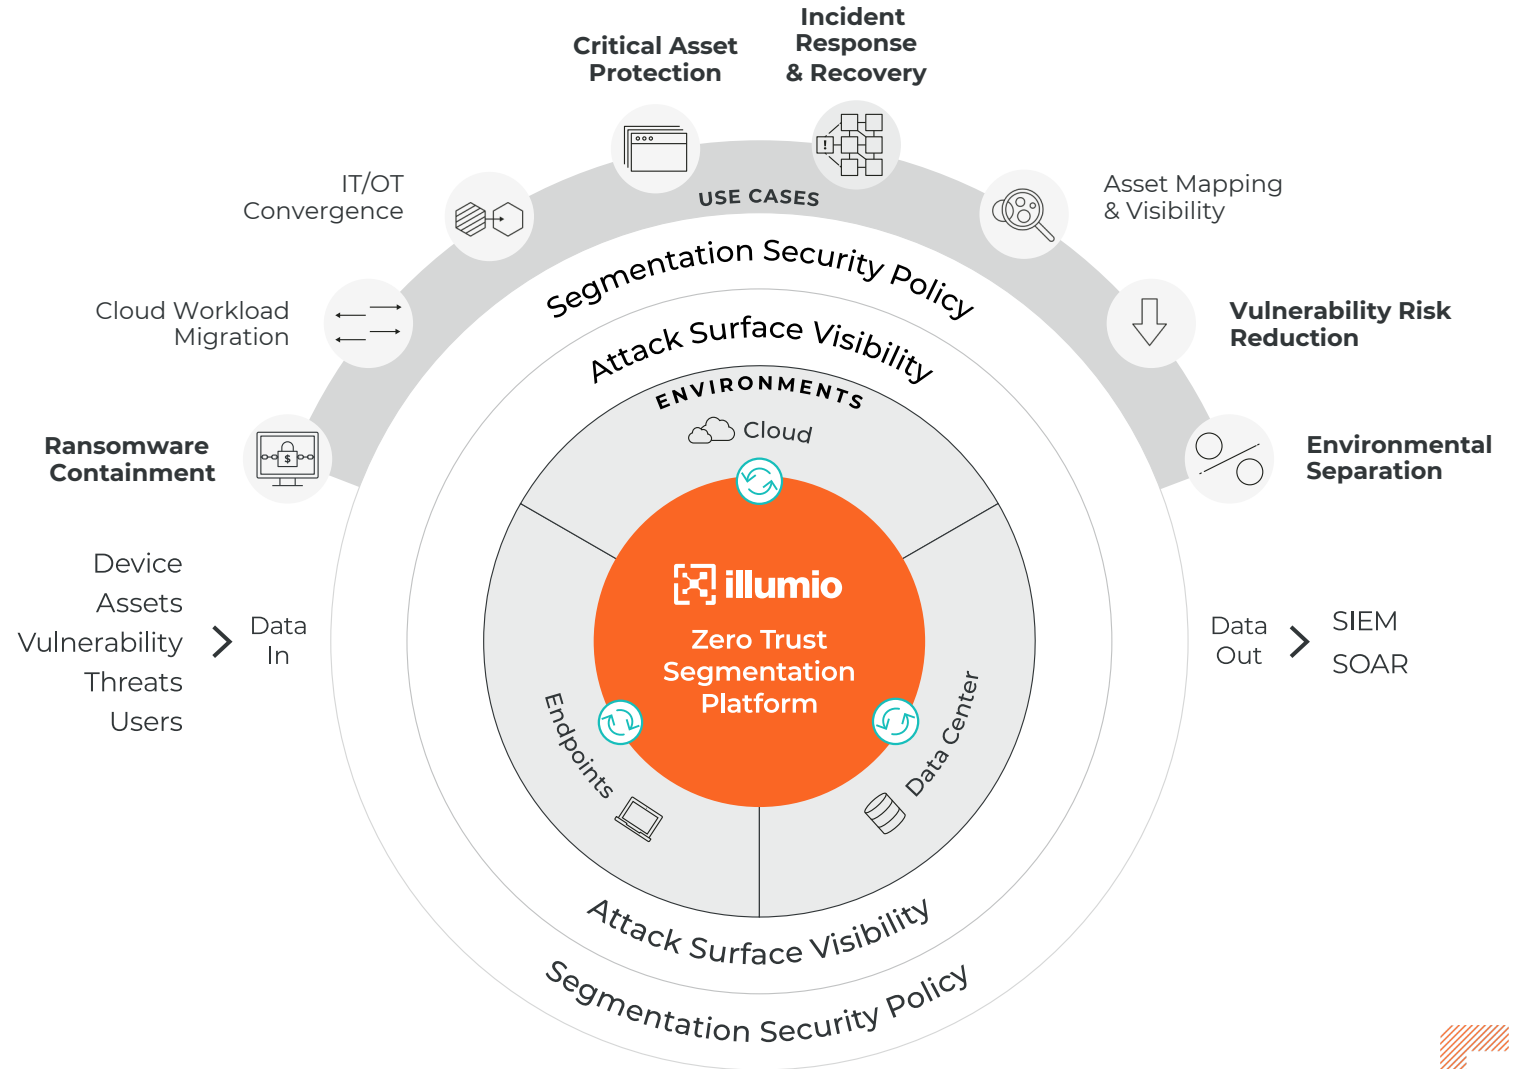 Incident
Response
& Recovery
Critical Asset
Protection
IT/OT
Convergence
Asset Mapping
& Visibility
USE CASES
Cloud Workload
Migration
Vulnerability Risk
Reduction
Ransomware
Containment
Environmental
Separation
Segmentation Security Policy
Attack Surface Visibility
ENVIRONMENTS
Cloud
!
$
illumio
Zero Trust
Segmentation
Platform
Endpoints
Data Center
Device
Assets
Vulnerability
Threats
Users
Data
In
Data
Out
SIEM
SOAR
Attack Surface Visibility
Segmentation Security Policy